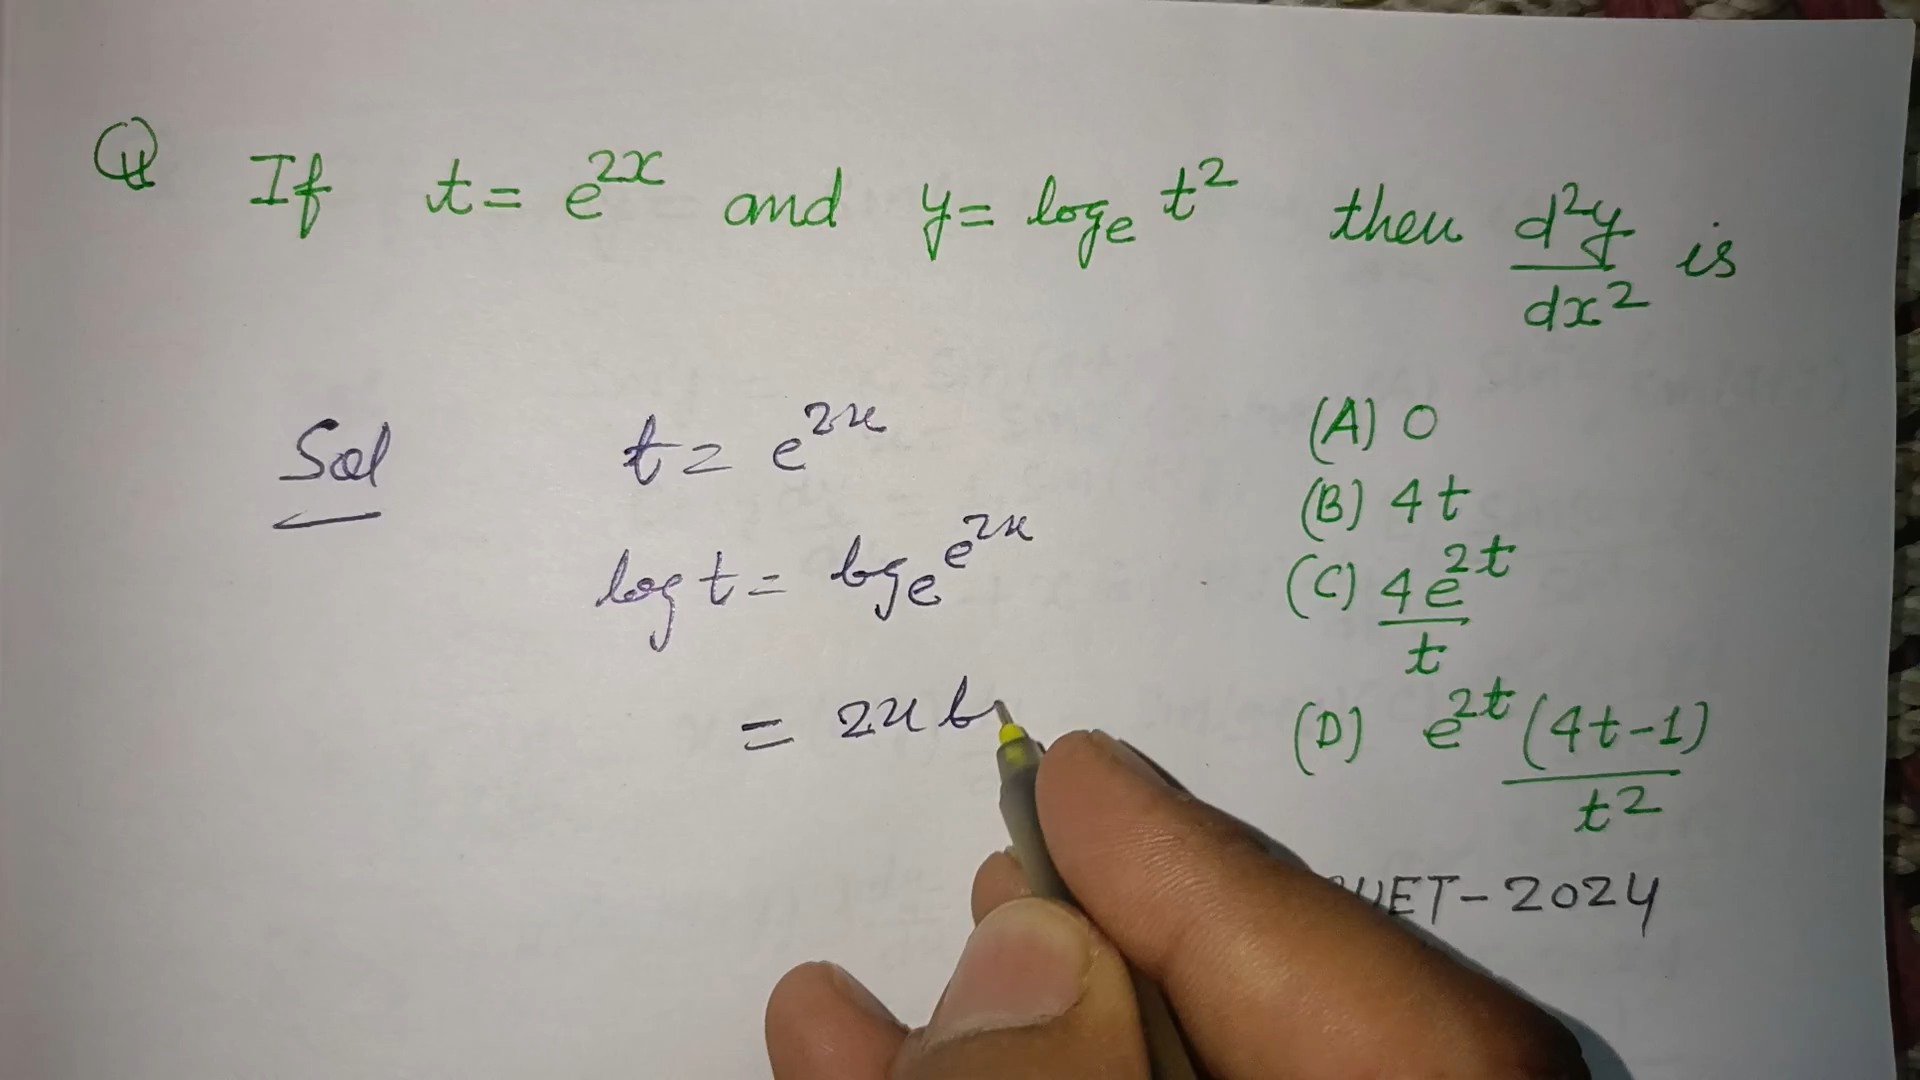 Q If t = e^{2x} and y = log_e t^2 then d^2y/dx^2 is
Sol t = e^{2x}
(A) 0
(B) 4t
log t = log_e e^{2x}
(C) 4e^{2t}/t
= 2x
(D) e^{2t}(4t-1)/t^2
UET-2024